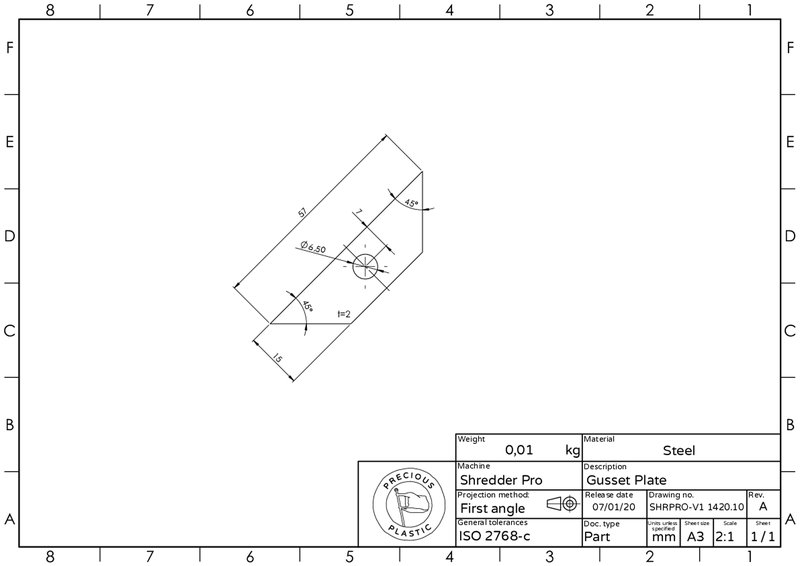 8 7 6 5 4 3 2 1
F F
E E
D D
C C
B B
A A
57
45°
7
Ø6,50
45°
t=2
15
Weight
0,01 kg
Material
Steel
Machine
Shredder Pro
Description
Gusset Plate
Projection method:
First angle
Release date
07/01/20
Drawing no.
SHRPRO-V1 1420.10
Rev.
A
General tolerances
ISO 2768-c
Doc. type
Part
Units unless
specified
mm
Sheet size
A3
Scale
2:1
Sheet
1 / 1
PRECIOUS
PLASTIC
8 7 6 5 4 3 2 1